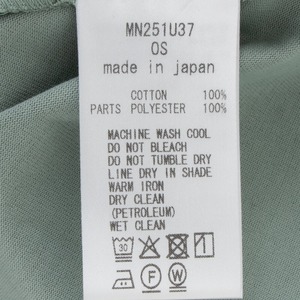 MN251U37
OS
made in japan
COTTON 100%
PARTS POLYESTER 100%
MACHINE WASH COOL
DO NOT BLEACH
DO NOT TUMBLE DRY
LINE DRY IN SHADE
WARM IRON
DRY CLEAN
(PETROLEUM)
WET CLEAN
30
F W